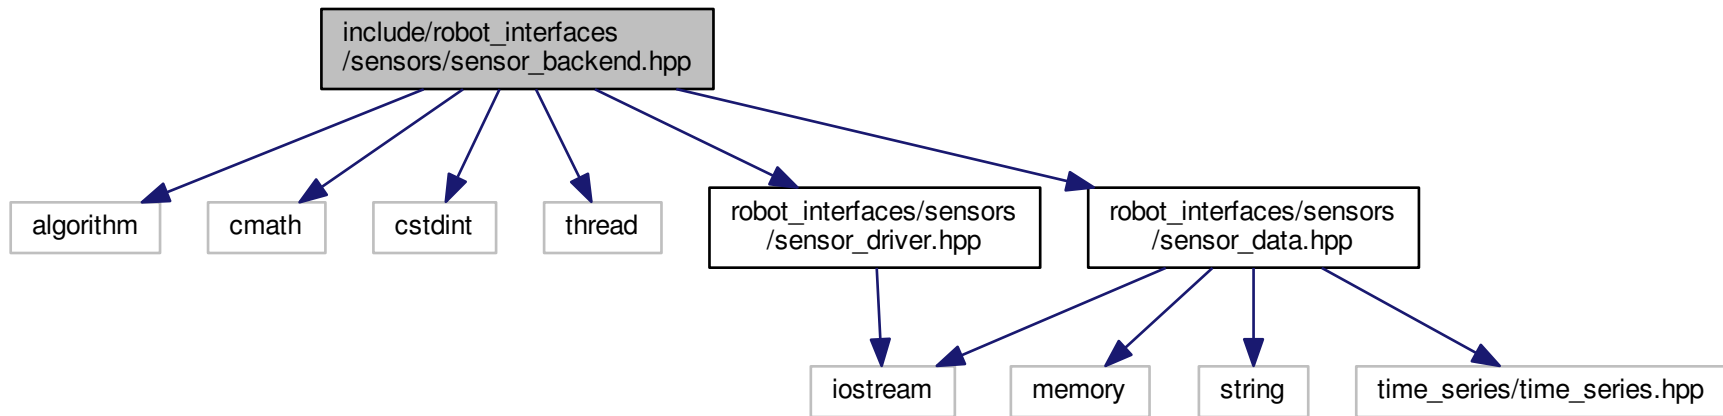 include/robot_interfaces
/sensors/sensor_backend.hpp
algorithm
cmath
cstdint
thread
robot_interfaces/sensors
/sensor_driver.hpp
robot_interfaces/sensors
/sensor_data.hpp
iostream
memory
string
time_series/time_series.hpp